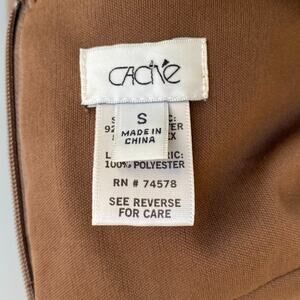 CACHÉ
S
MADE IN
CHINA
100% POLYESTER
RN # 74578
SEE REVERSE
FOR CARE